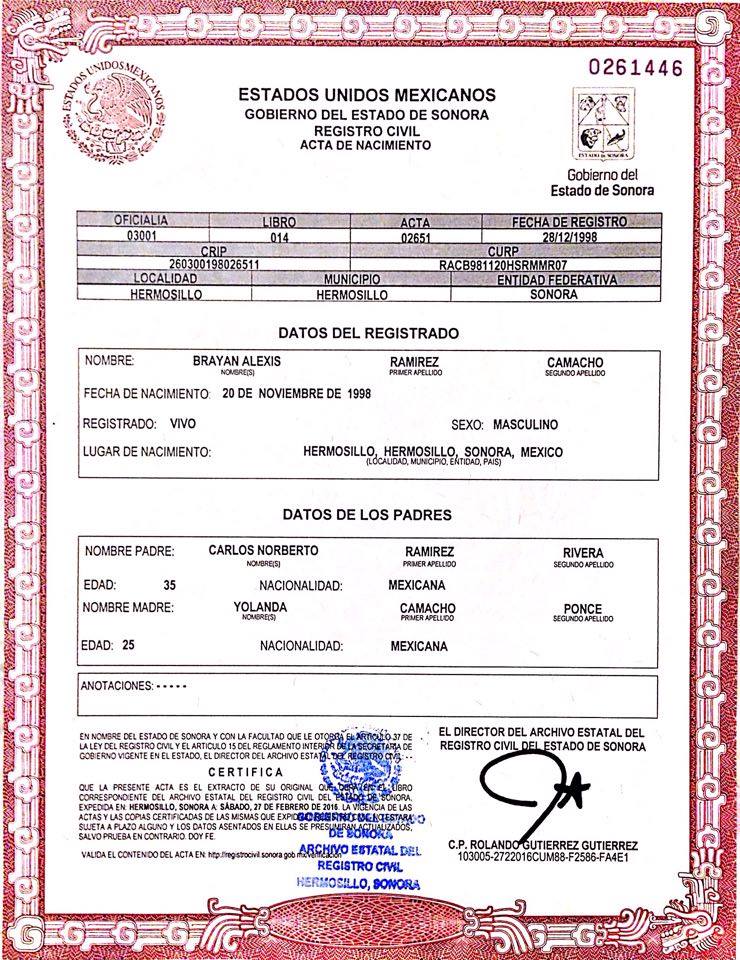 0261446
ESTADOS UNIDOS MEXICANOS
ESTADOS UNIDOS MEXICANOS
GOBIERNO DEL ESTADO DE SONORA
REGISTRO CIVIL
ACTA DE NACIMIENTO
ESTADO DE SONORA
Gobierno del
Estado de Sonora
OFICIALIA LIBRO ACTA FECHA DE REGISTRO
03001 014 02651 28/12/1998
CRIP CURP
260300198026511 RACB981120HSRMMR07
LOCALIDAD MUNICIPIO ENTIDAD FEDERATIVA
HERMOSILLO HERMOSILLO SONORA
DATOS DEL REGISTRADO
NOMBRE: BRAYAN ALEXIS RAMIREZ CAMACHO
NOMBRE(S) PRIMER APELLIDO SEGUNDO APELLIDO
FECHA DE NACIMIENTO: 20 DE NOVIEMBRE DE 1998
REGISTRADO: VIVO SEXO: MASCULINO
LUGAR DE NACIMIENTO: HERMOSILLO, HERMOSILLO, SONORA, MEXICO
(LOCALIDAD, MUNICIPIO, ENTIDAD, PAIS)
DATOS DE LOS PADRES
NOMBRE PADRE: CARLOS NORBERTO RAMIREZ RIVERA
NOMBRE(S) PRIMER APELLIDO SEGUNDO APELLIDO
EDAD: 35 NACIONALIDAD: MEXICANA
NOMBRE MADRE: YOLANDA CAMACHO PONCE
NOMBRE(S) PRIMER APELLIDO SEGUNDO APELLIDO
EDAD: 25 NACIONALIDAD: MEXICANA
ANOTACIONES: - - - - -
EN NOMBRE DEL ESTADO DE SONORA Y CON LA FACULTAD QUE LE OTORGA EL ARTICULO 37 DE
LA LEY DEL REGISTRO CIVIL Y EL ARTICULO 15 DEL REGLAMENTO INTERIOR DE LA SECRETARIA DE
GOBIERNO VIGENTE EN EL ESTADO, EL DIRECTOR DEL ARCHIVO ESTATAL DEL REGISTRO CIVIL: - -
CERTIFICA
QUE LA PRESENTE ACTA ES EL EXTRACTO DE SU ORIGINAL QUE OBRA EN EL LIBRO
CORRESPONDIENTE DEL ARCHIVO ESTATAL DEL REGISTRO CIVIL DEL ESTADO DE SONORA,
EXPEDIDA EN: HERMOSILLO, SONORA A SÁBADO, 27 DE FEBRERO DE 2016. LA VIGENCIA DE LAS
ACTAS Y LAS COPIAS CERTIFICADAS DE LAS MISMAS QUE NO ESTARA
SUJETA A PLAZO ALGUNO Y LOS DATOS ASENTADOS EN ELLAS SE PRESUMIRAN ACTUALIZADOS,
SALVO PRUEBA EN CONTRARIO. DOY FE.
VALIDA EL CONTENIDO DEL ACTA EN: http://registrocivil.sonora.gob.mx/verificacion
GOBIERNO DEL ESTADO
DE SONORA
ARCHIVO ESTATAL DEL
REGISTRO CIVIL
HERMOSILLO, SONORA
EL DIRECTOR DEL ARCHIVO ESTATAL DEL
REGISTRO CIVIL DEL ESTADO DE SONORA
C.P. ROLANDO GUTIERREZ GUTIERREZ
103005-2722016CUM88-F2586-FA4E1